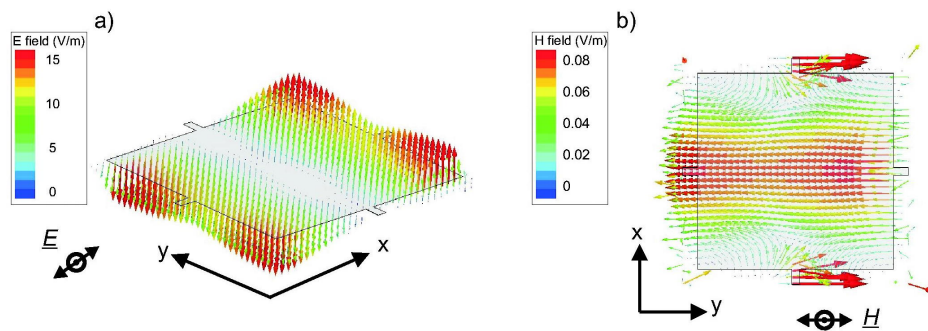 a)
E field (V/m)
15
10
5
0
E
y
x
b)
H field (V/m)
0.08
0.06
0.04
0.02
0
x
y
H